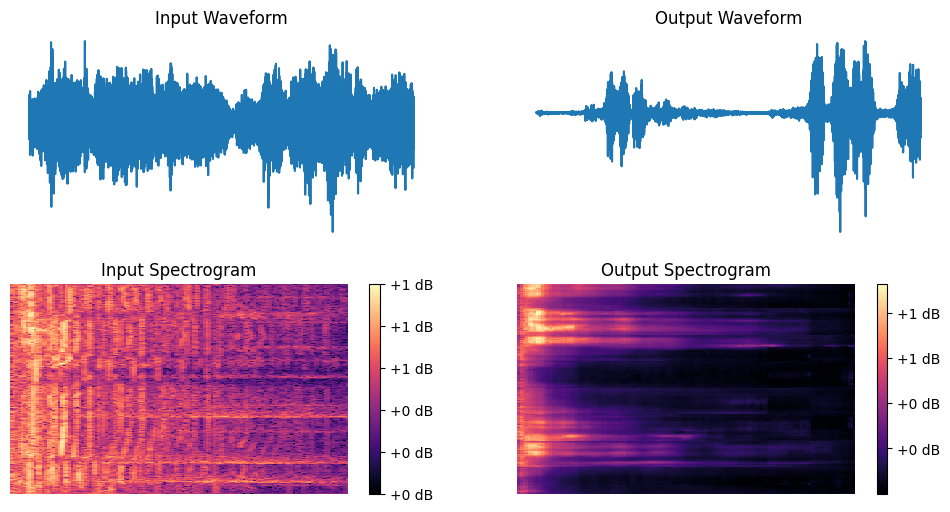 Input Waveform
Output Waveform
Input Spectrogram
+1 dB
+1 dB
+1 dB
+0 dB
+0 dB
+0 dB
Output Spectrogram
+1 dB
+1 dB
+0 dB
+0 dB